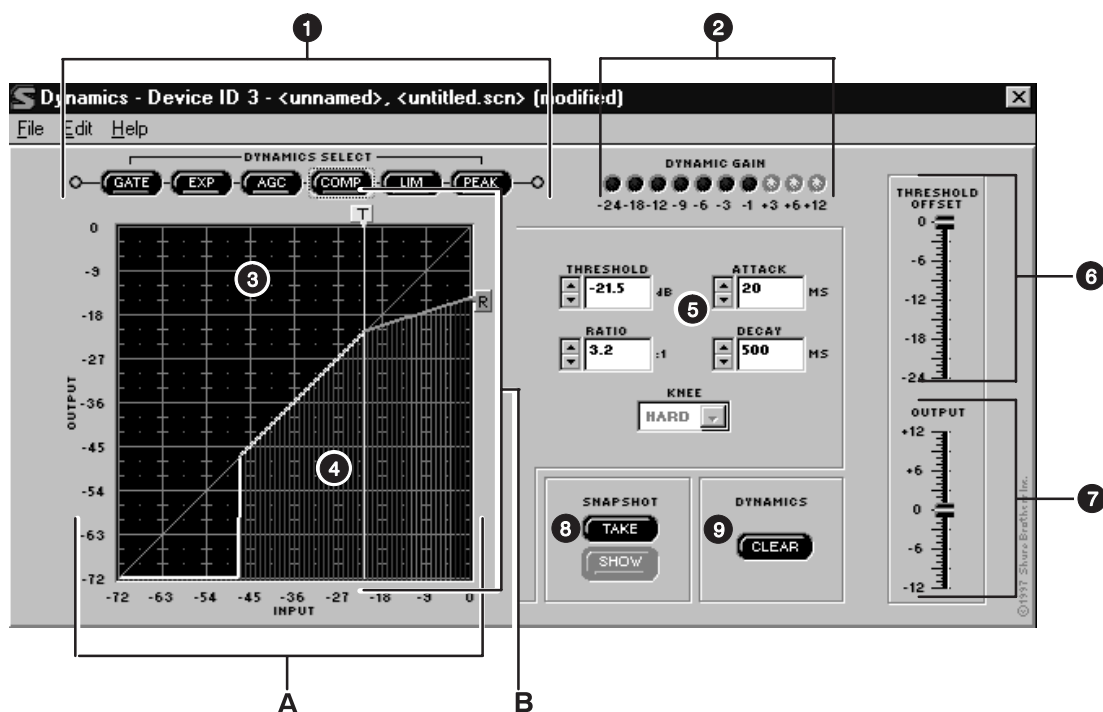 1
2
Dynamics - Device ID 3 - <unnamed>, <untitled.scn> (modified)
File Edit Help
DYNAMICS SELECT
GATE EXP AGC COMP LIM PEAK
DYNAMIC GAIN
-24 -18 -12 -9 -6 -3 -1 +3 +6 +12
T
R
OUTPUT
0
-9
-18
-27
-36
-45
-54
-63
-72
-72 -63 -54 -45 -36 -27 -18 -9 0
INPUT
3
4
THRESHOLD
-21.5 dB
ATTACK
20 MS
5
RATIO
3.2 :1
DECAY
500 MS
KNEE
HARD
SNAPSHOT
8
TAKE
SHOW
DYNAMICS
9
CLEAR
THRESHOLD
OFFSET
0
-6
-12
-18
-24
6
OUTPUT
+12
+6
0
-6
-12
7
©1997 Shure Brothers Inc.
A
B